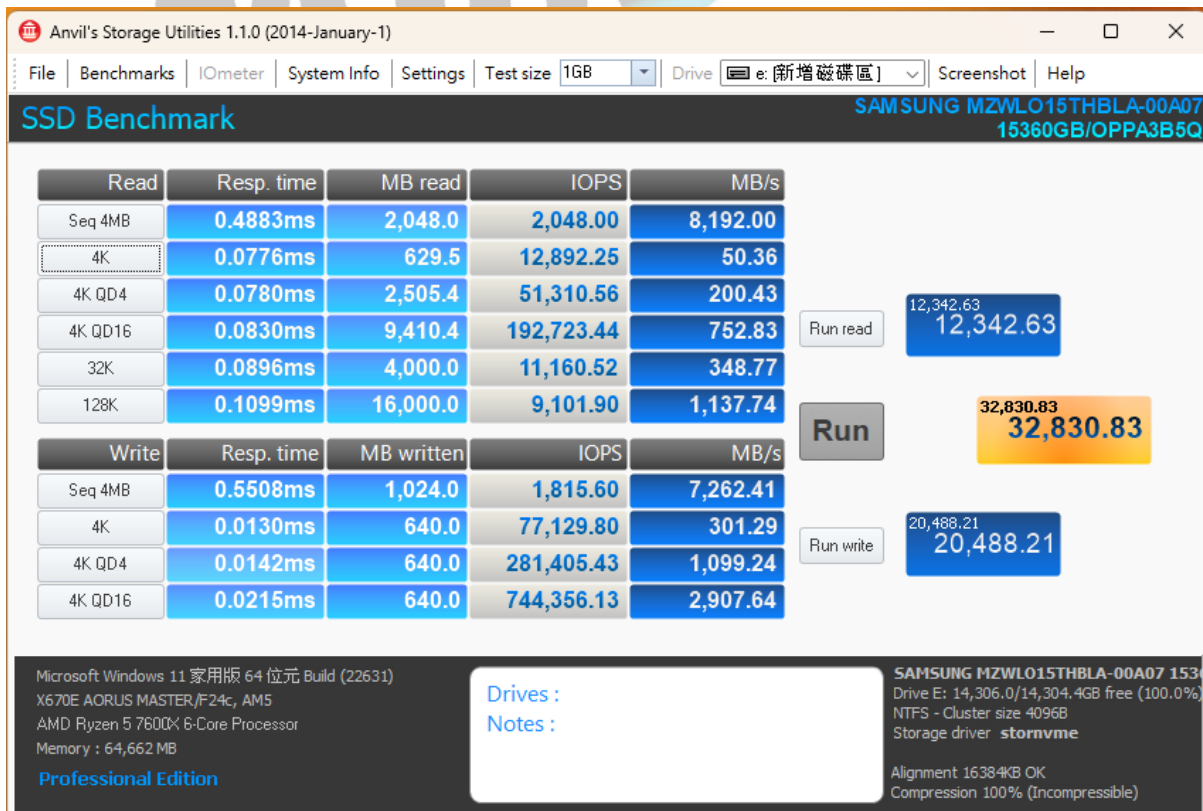 Anvil's Storage Utilities 1.1.0 (2014-January-1)
File Benchmarks IOmeter System Info Settings Test size 1GB Drive e: [新增磁碟區] Screenshot Help
SSD Benchmark
SAMSUNG MZWLO15THBLA-00A07
15360GB/OPPA3B5Q
Read Resp. time MB read IOPS MB/s
Seq 4MB 0.4883ms 2,048.0 2,048.00 8,192.00
4K 0.0776ms 629.5 12,892.25 50.36
4K QD4 0.0780ms 2,505.4 51,310.56 200.43
4K QD16 0.0830ms 9,410.4 192,723.44 752.83
32K 0.0896ms 4,000.0 11,160.52 348.77
128K 0.1099ms 16,000.0 9,101.90 1,137.74
Run read
12,342.63
12,342.63
Run
32,830.83
32,830.83
Write Resp. time MB written IOPS MB/s
Seq 4MB 0.5508ms 1,024.0 1,815.60 7,262.41
4K 0.0130ms 640.0 77,129.80 301.29
4K QD4 0.0142ms 640.0 281,405.43 1,099.24
4K QD16 0.0215ms 640.0 744,356.13 2,907.64
Run write
20,488.21
20,488.21
Microsoft Windows 11 家用版 64 位元 Build (22631)
X670E AORUS MASTER/F24c, AM5
AMD Ryzen 5 7600X 6-Core Processor
Memory : 64,662 MB
Professional Edition
Drives :
Notes :
SAMSUNG MZWLO15THBLA-00A07 153
Drive E: 14,306.0/14,304.4GB free (100.0%)
NTFS - Cluster size 4096B
Storage driver stornvme
Alignment 16384KB OK
Compression 100% (Incompressible)